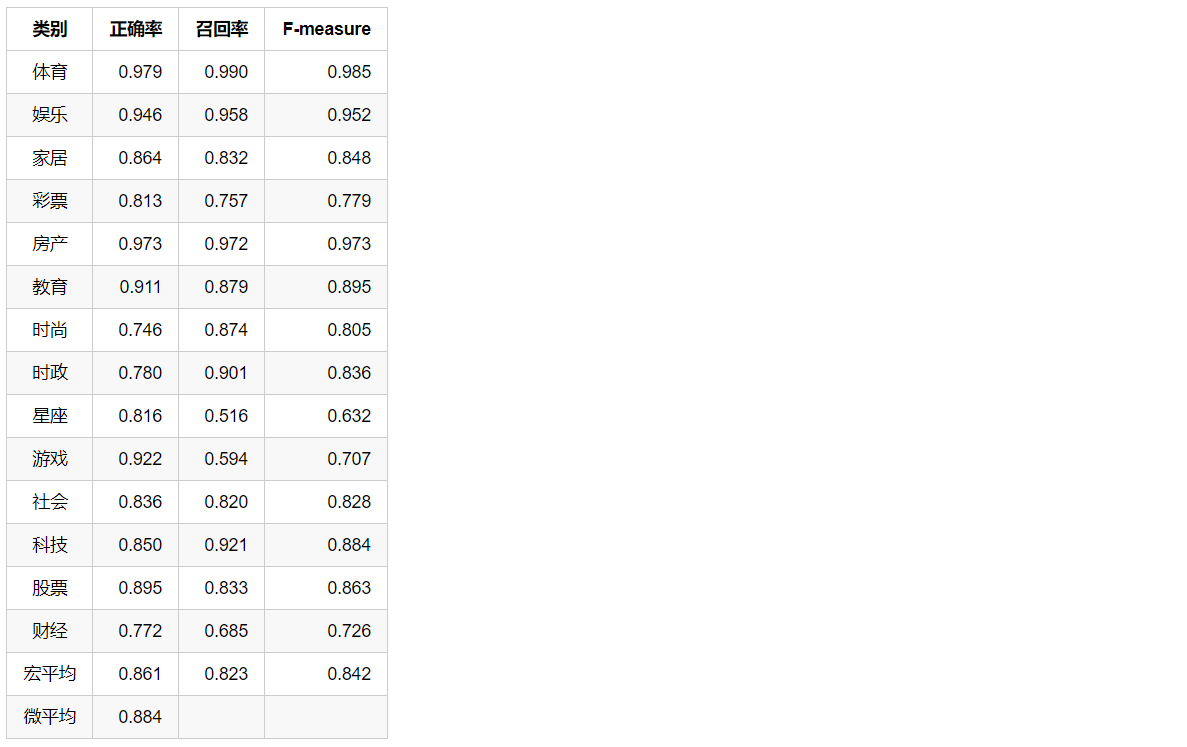 类别 正确率 召回率 F-measure
体育 0.979 0.990 0.985
娱乐 0.946 0.958 0.952
家居 0.864 0.832 0.848
彩票 0.813 0.757 0.779
房产 0.973 0.972 0.973
教育 0.911 0.879 0.895
时尚 0.746 0.874 0.805
时政 0.780 0.901 0.836
星座 0.816 0.516 0.632
游戏 0.922 0.594 0.707
社会 0.836 0.820 0.828
科技 0.850 0.921 0.884
股票 0.895 0.833 0.863
财经 0.772 0.685 0.726
宏平均 0.861 0.823 0.842
微平均 0.884